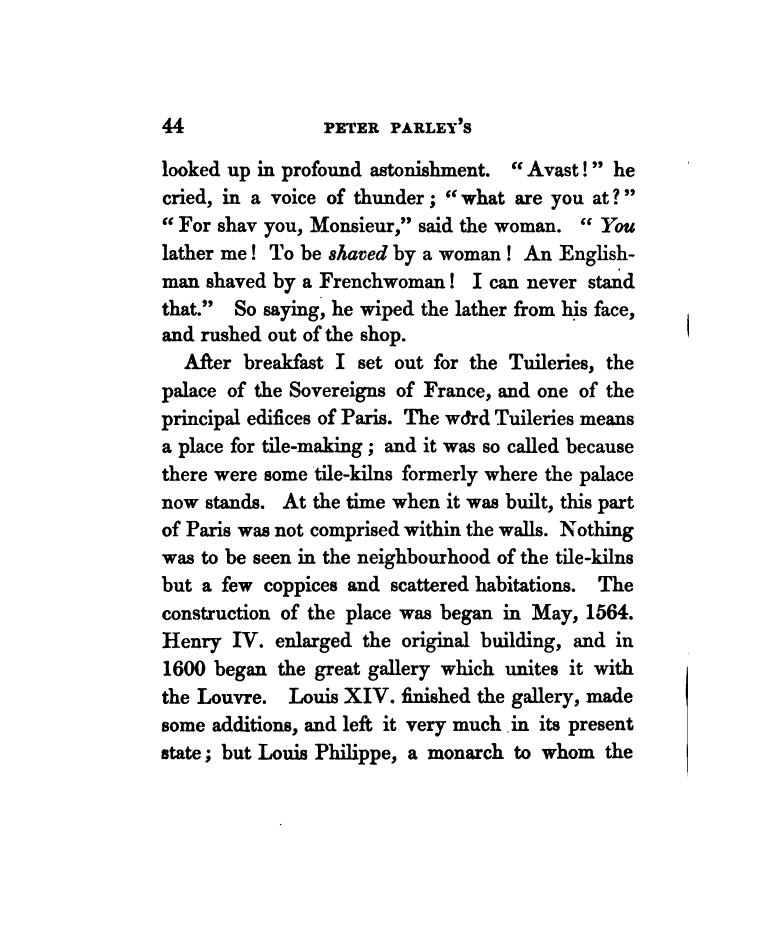 44 PETER PARLEY'S
looked up in profound astonishment. "Avast!" he
cried, in a voice of thunder; "what are you at?"
"For shav you, Monsieur," said the woman. "You
lather me! To be shaved by a woman! An English-
man shaved by a Frenchwoman! I can never stand
that." So saying, he wiped the lather from his face,
and rushed out of the shop.
After breakfast I set out for the Tuileries, the
palace of the Sovereigns of France, and one of the
principal edifices of Paris. The word Tuileries means
a place for tile-making; and it was so called because
there were some tile-kilns formerly where the palace
now stands. At the time when it was built, this part
of Paris was not comprised within the walls. Nothing
was to be seen in the neighbourhood of the tile-kilns
but a few coppices and scattered habitations. The
construction of the place was began in May, 1564.
Henry IV. enlarged the original building, and in
1600 began the great gallery which unites it with
the Louvre. Louis XIV. finished the gallery, made
some additions, and left it very much in its present
state; but Louis Philippe, a monarch to whom the